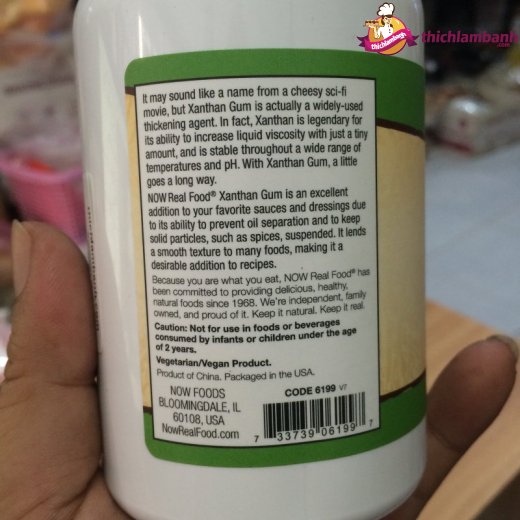 thichlambanh
thichlambanh
.com
It may sound like a name from a cheesy sci-fi
movie, but Xanthan Gum is actually a widely-used
thickening agent. In fact, Xanthan is legendary for
its ability to increase liquid viscosity with just a tiny
amount, and is stable throughout a wide range of
temperatures and pH. With Xanthan Gum, a little
goes a long way.
NOW Real Food® Xanthan Gum is an excellent
addition to your favorite sauces and dressings due
to its ability to prevent oil separation and to keep
solid particles, such as spices, suspended. It lends
a smooth texture to many foods, making it a
desirable addition to recipes.
Because you are what you eat, NOW Real Food® has
been committed to providing delicious, healthy,
natural foods since 1968. We're independent, family
owned, and proud of it. Keep it natural. Keep it real.
Caution: Not for use in foods or beverages
consumed by infants or children under the age
of 2 years.
Vegetarian/Vegan Product.
Product of China. Packaged in the USA.
NOW FOODS
BLOOMINGDALE, IL
60108, USA
NowRealFood.com
CODE 6199 V7
7 33739 06199 7